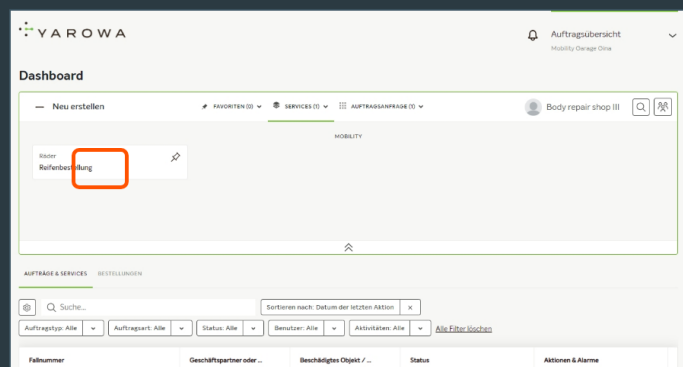 YAROWA
Auftragsübersicht
Mobility Garage Gina
Dashboard
Neu erstellen
FAVORITEN (0)
SERVICES (1)
AUFTRAGSANFRAGE (1)
Body repair shop III
MOBILITY
Räder
Reifenbestellung
AUFTRÄGE & SERVICES
BESTELLUNGEN
Suche...
Sortieren nach: Datum der letzten Aktion x
Auftragstyp: Alle
Auftragsart: Alle
Status: Alle
Benutzer: Alle
Aktivitäten: Alle
Alle Filter löschen
Fallnummer
Geschäftspartner oder ...
Beschädigtes Objekt / ...
Status
Aktionen & Alarme